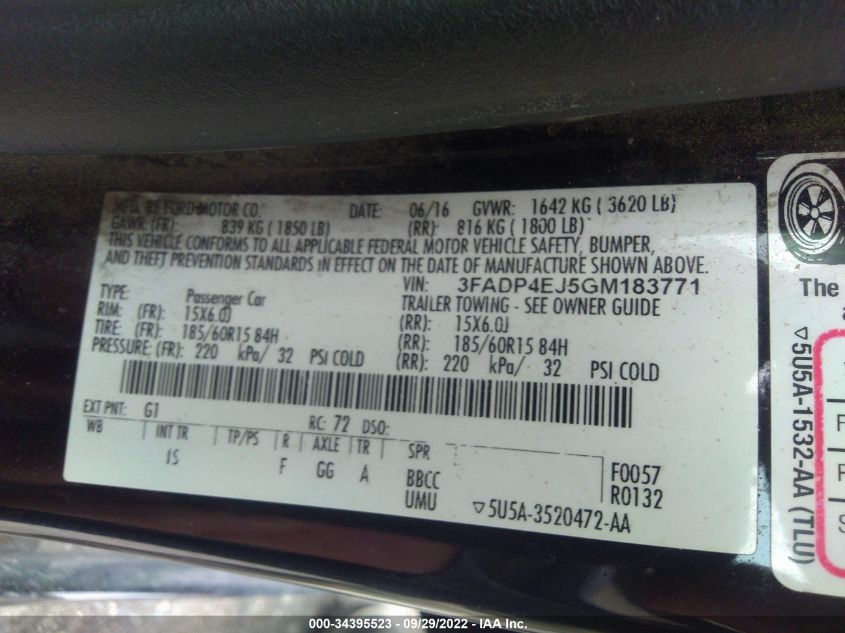 MFD. BY FORD MOTOR CO. DATE: 06/16 GVWR: 1642 KG ( 3620 LB)
GAWR: (FR): 839 KG ( 1850 LB) (RR): 816 KG ( 1800 LB)
THIS VEHICLE CONFORMS TO ALL APPLICABLE FEDERAL MOTOR VEHICLE SAFETY, BUMPER,
AND THEFT PREVENTION STANDARDS IN EFFECT ON THE DATE OF MANUFACTURE SHOWN ABOVE.
VIN: 3FADP4EJ5GM183771
TYPE: Passenger Car TRAILER TOWING - SEE OWNER GUIDE
RIM: (FR): 15X6.0J (RR): 15X6.0J
TIRE: (FR): 185/60R15 84H (RR): 185/60R15 84H
PRESSURE: (FR): 220 kPa/ 32 PSI COLD (RR): 220 kPa/ 32 PSI COLD
EXT PNT: G1 RC: 72 DSO:
WB | INT TR | TP/PS | R | AXLE | TR | SPR
IS F GG A BBCC F0057
UMU R0132
▽5U5A-3520472-AA
The
▽5U5A-1532-AA (TLU)
F
S
000-34395523 - 09/29/2022 - IAA Inc.